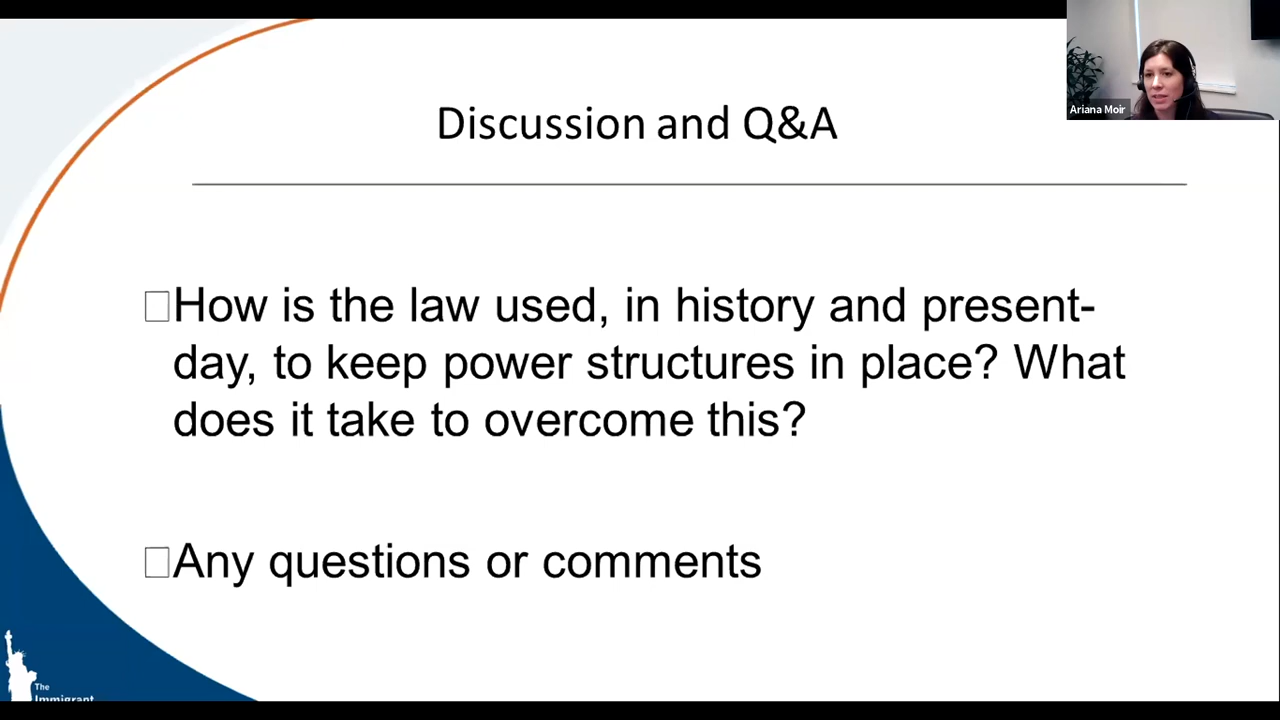 Ariana Moir
Discussion and Q&A
How is the law used, in history and present-
day, to keep power structures in place? What
does it take to overcome this?
Any questions or comments
The
Immigrant